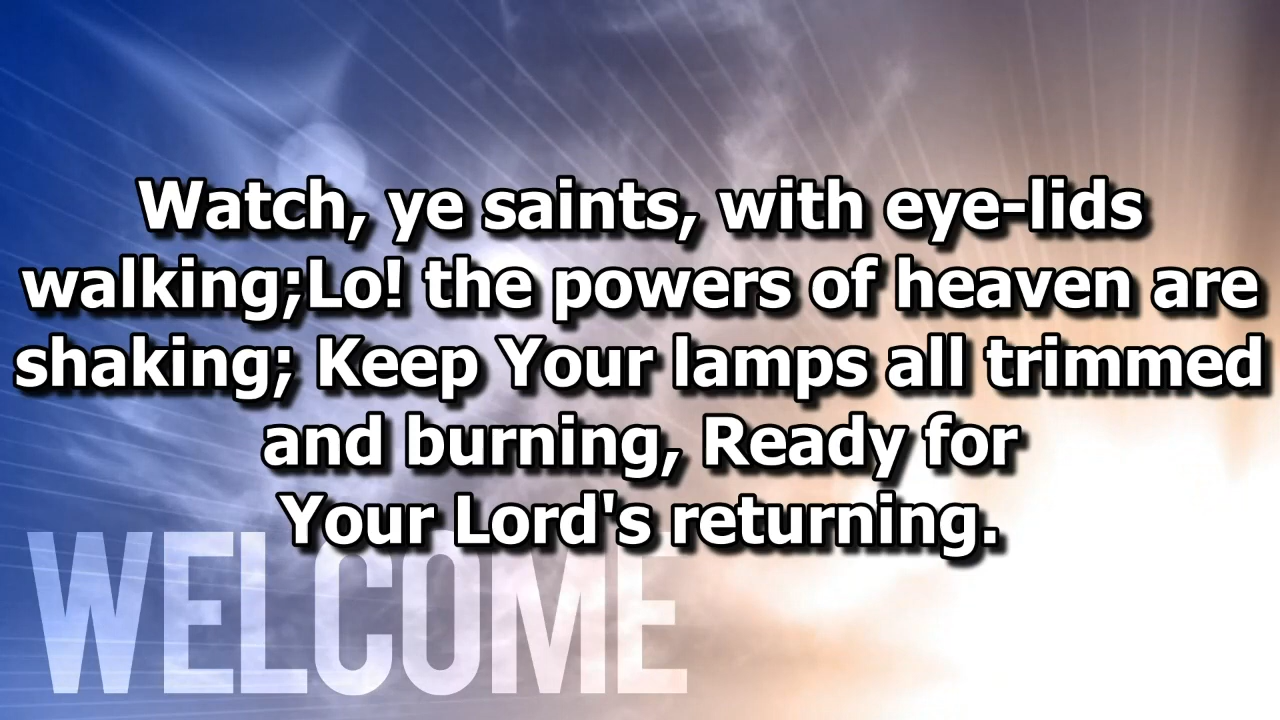 Watch, ye saints, with eye-lids
walking;Lo! the powers of heaven are
shaking; Keep Your lamps all trimmed
and burning, Ready for
Your Lord's returning.
WELCOME